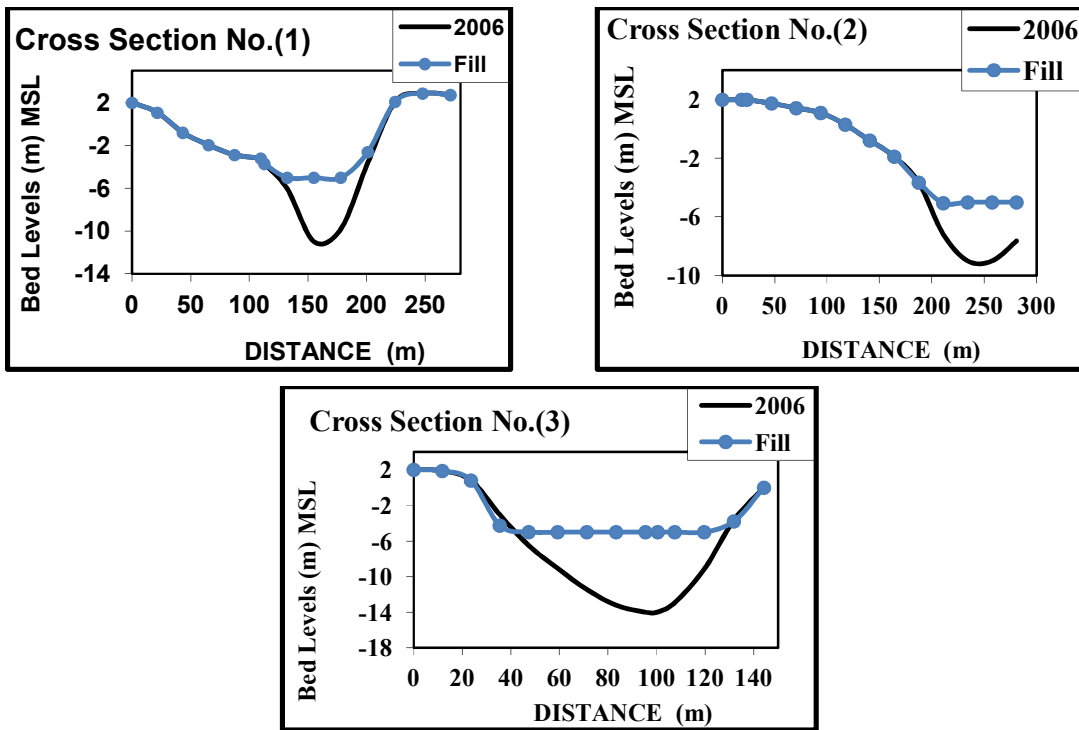 Cross Section No.(1)
2006
Fill
Bed Levels (m) MSL
2
-2
-6
-10
-14
0 50 100 150 200 250
DISTANCE (m)
Cross Section No.(2)
2006
Fill
Bed Levels (m) MSL
2
-2
-6
-10
0 50 100 150 200 250 300
DISTANCE (m)
Cross Section No.(3)
2006
Fill
Bed Levels (m) MSL
2
-2
-6
-10
-14
-18
0 20 40 60 80 100 120 140
DISTANCE (m)